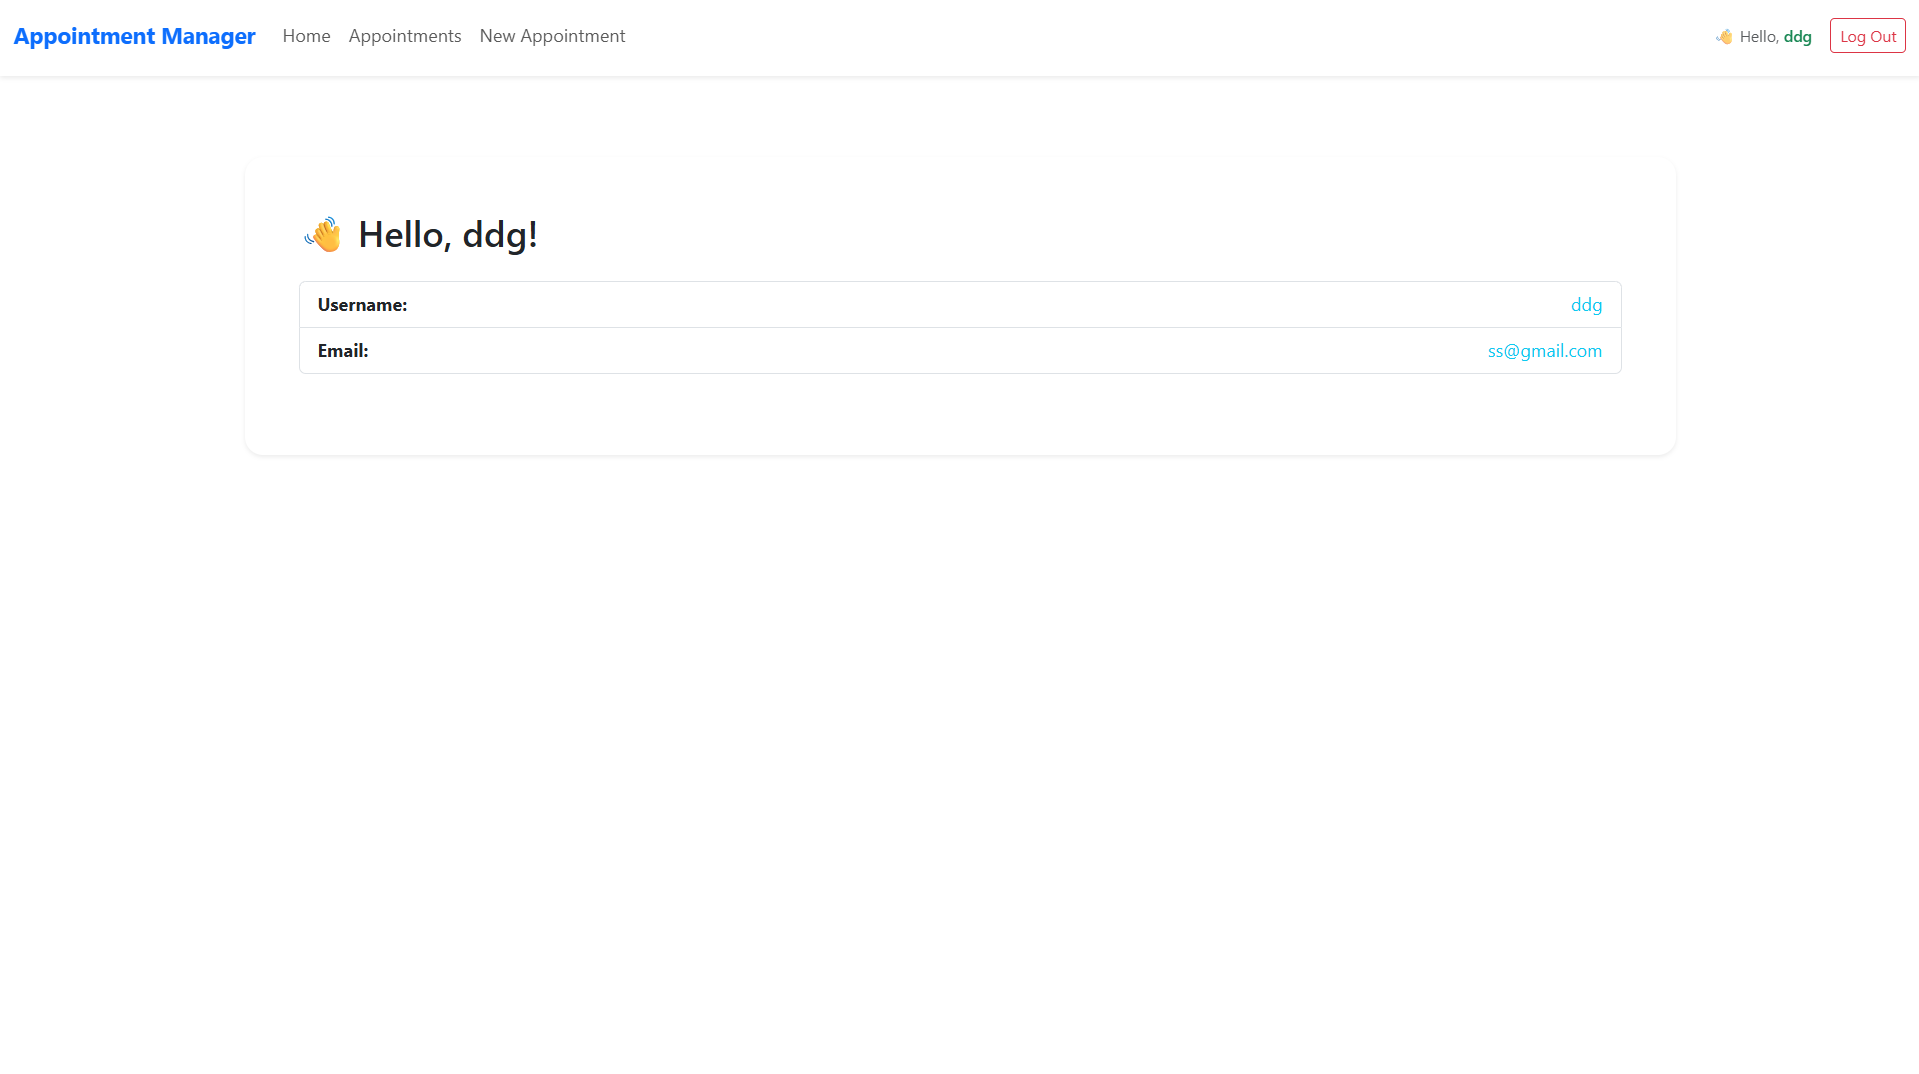 Appointment Manager Home Appointments New Appointment 👋 Hello, ddg Log Out
👋 Hello, ddg!
Username: ddg
Email: ss@gmail.com